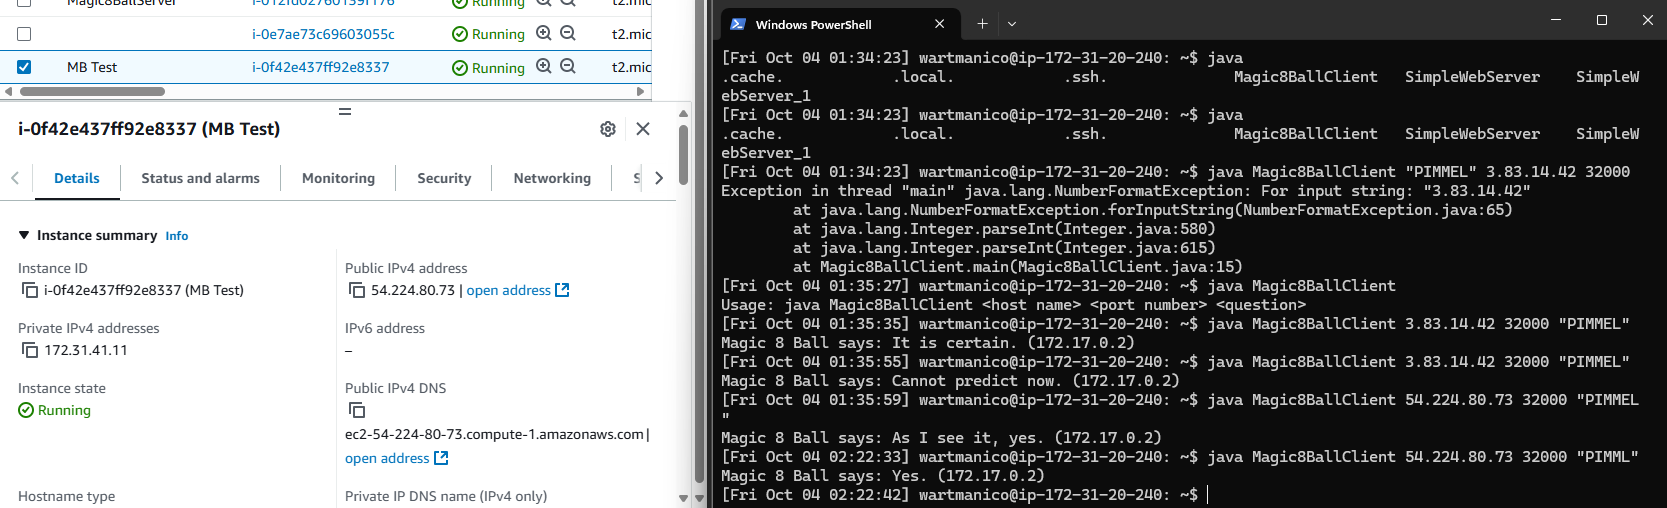 Magic8BallServer
Running
i-0e7ae73c69603055c
Running
t2.mic
MB Test
i-0f42e437ff92e8337
Running
t2.mic
i-0f42e437ff92e8337 (MB Test)
Details
Status and alarms
Monitoring
Security
Networking
Instance summary Info
Instance ID
i-0f42e437ff92e8337 (MB Test)
Public IPv4 address
54.224.80.73 | open address
Private IPv4 addresses
172.31.41.11
IPv6 address
–
Instance state
Running
Public IPv4 DNS
ec2-54-224-80-73.compute-1.amazonaws.com |
open address
Hostname type
Private IP DNS name (IPv4 only)
Windows PowerShell
[Fri Oct 04 01:34:23] wartmanico@ip-172-31-20-240: ~$ java
.cache. .local. .ssh. Magic8BallClient SimpleWebServer SimpleW
ebServer_1
[Fri Oct 04 01:34:23] wartmanico@ip-172-31-20-240: ~$ java
.cache. .local. .ssh. Magic8BallClient SimpleWebServer SimpleW
ebServer_1
[Fri Oct 04 01:34:23] wartmanico@ip-172-31-20-240: ~$ java Magic8BallClient "PIMMEL" 3.83.14.42 32000
Exception in thread "main" java.lang.NumberFormatException: For input string: "3.83.14.42"
at java.lang.NumberFormatException.forInputString(NumberFormatException.java:65)
at java.lang.Integer.parseInt(Integer.java:580)
at java.lang.Integer.parseInt(Integer.java:615)
at Magic8BallClient.main(Magic8BallClient.java:15)
[Fri Oct 04 01:35:27] wartmanico@ip-172-31-20-240: ~$ java Magic8BallClient
Usage: java Magic8BallClient <host name> <port number> <question>
[Fri Oct 04 01:35:35] wartmanico@ip-172-31-20-240: ~$ java Magic8BallClient 3.83.14.42 32000 "PIMMEL"
Magic 8 Ball says: It is certain. (172.17.0.2)
[Fri Oct 04 01:35:55] wartmanico@ip-172-31-20-240: ~$ java Magic8BallClient 3.83.14.42 32000 "PIMMEL"
Magic 8 Ball says: Cannot predict now. (172.17.0.2)
[Fri Oct 04 01:35:59] wartmanico@ip-172-31-20-240: ~$ java Magic8BallClient 54.224.80.73 32000 "PIMMEL
"
Magic 8 Ball says: As I see it, yes. (172.17.0.2)
[Fri Oct 04 02:22:33] wartmanico@ip-172-31-20-240: ~$ java Magic8BallClient 54.224.80.73 32000 "PIMML"
Magic 8 Ball says: Yes. (172.17.0.2)
[Fri Oct 04 02:22:42] wartmanico@ip-172-31-20-240: ~$